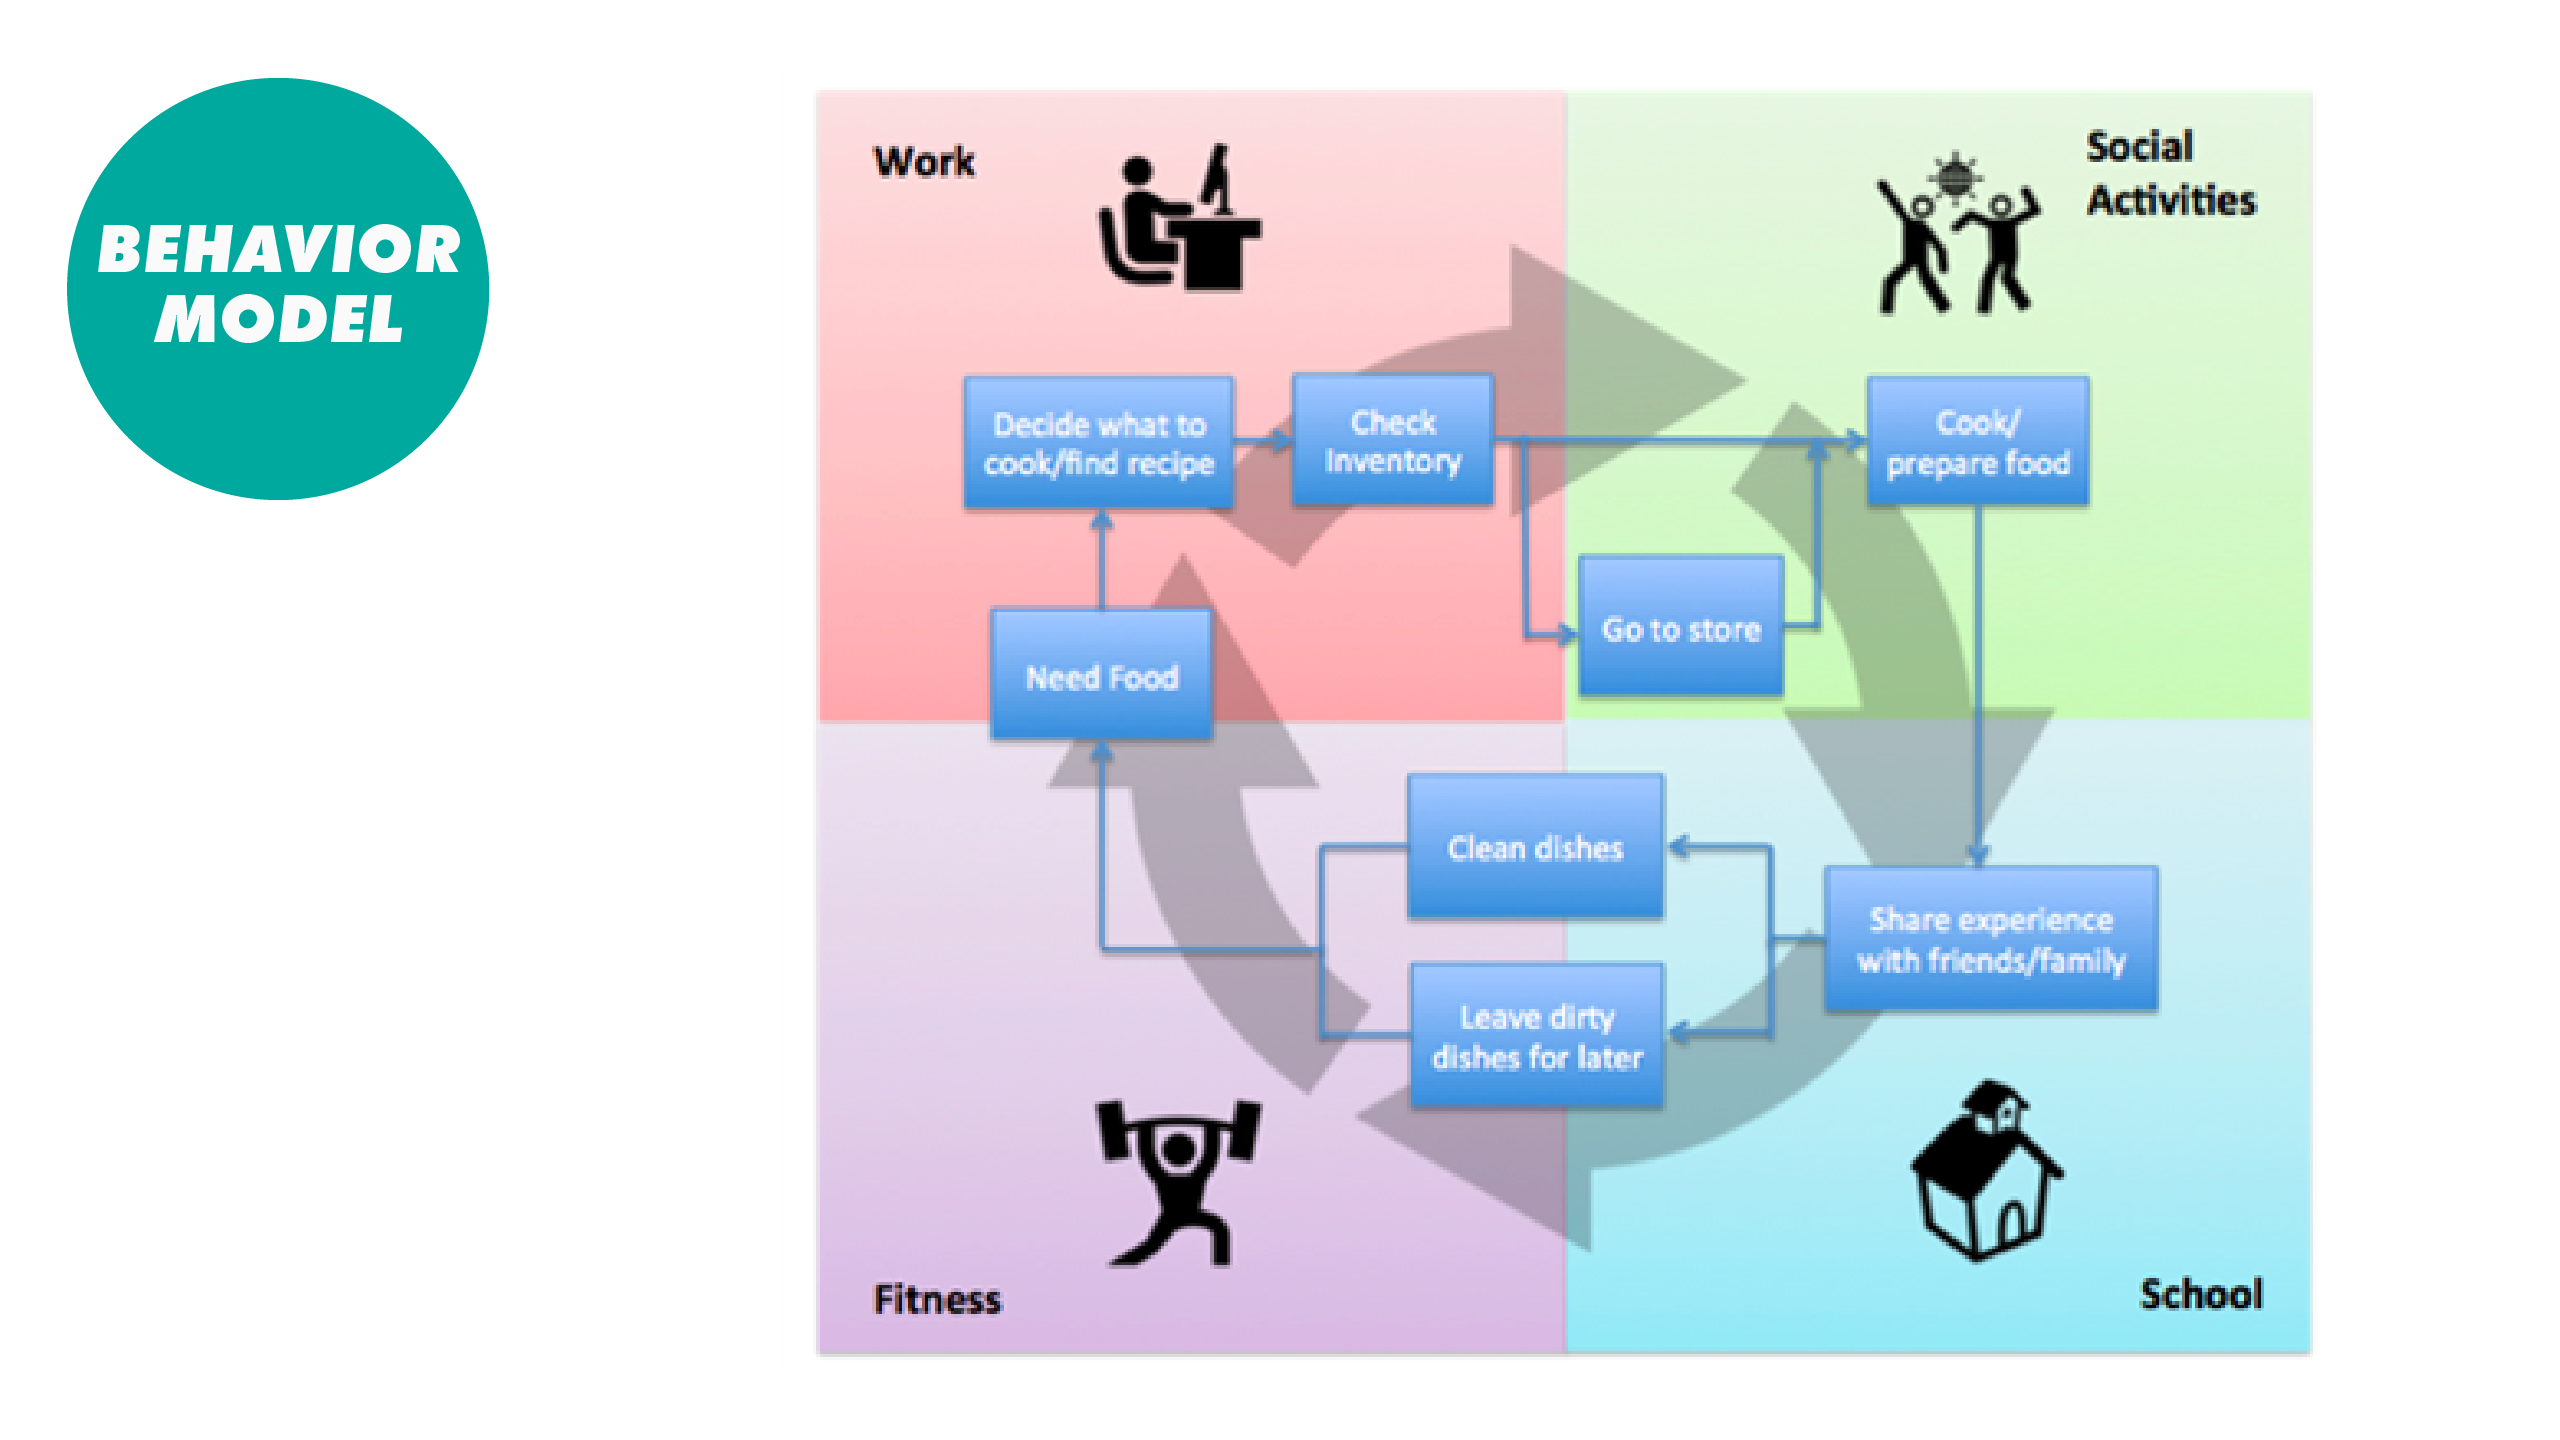 BEHAVIOR
MODEL
Work
Social
Activities
Decide what to
cook/find recipe
Check
Inventory
Cook/
prepare food
Go to store
Need Food
Clean dishes
Share experience
with friends/family
Leave dirty
dishes for later
Fitness
School